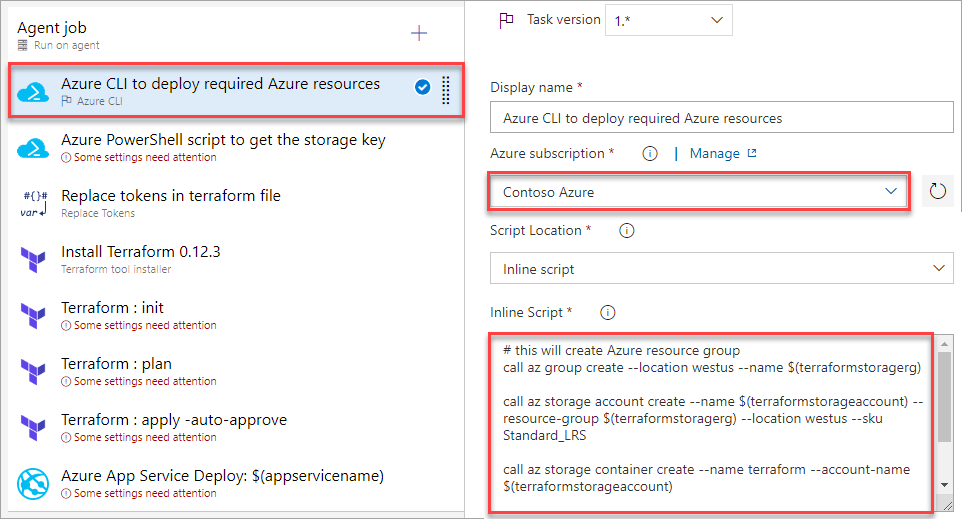 Agent job
Run on agent
Azure CLI to deploy required Azure resources
Azure CLI
Azure PowerShell script to get the storage key
Some settings need attention
#{}#
var
Replace tokens in terraform file
Replace Tokens
Install Terraform 0.12.3
Terraform tool installer
Terraform : init
Some settings need attention
Terraform : plan
Some settings need attention
Terraform : apply -auto-approve
Some settings need attention
Azure App Service Deploy: $(appservicename)
Some settings need attention
Task version 1.*
Display name *
Azure CLI to deploy required Azure resources
Azure subscription * | Manage
Contoso Azure
Script Location *
Inline script
Inline Script *
# this will create Azure resource group
call az group create --location westus --name $(terraformstoragerg)
call az storage account create --name $(terraformstorageaccount) --
resource-group $(terraformstoragerg) --location westus --sku
Standard_LRS
call az storage container create --name terraform --account-name
$(terraformstorageaccount)